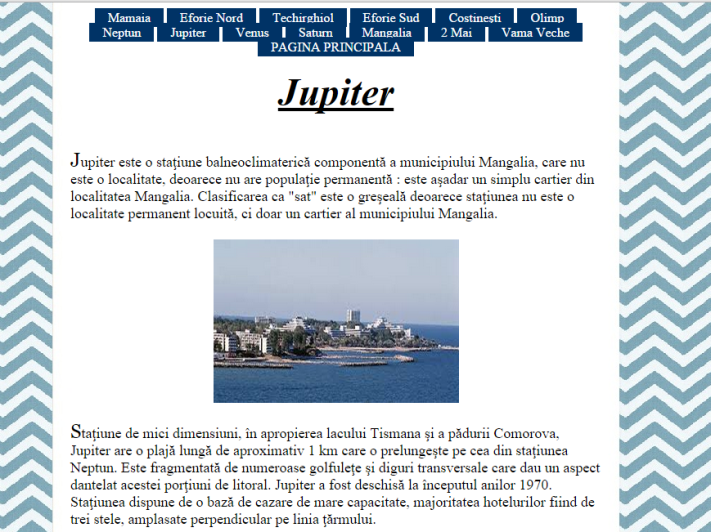 Mamaia Eforie Nord Techirghiol Eforie Sud Costinești Olimp
Neptun Jupiter Venus Saturn Mangalia 2 Mai Vama Veche
PAGINA PRINCIPALA
Jupiter
Jupiter este o stațiune balneoclimaterică componentă a municipiului Mangalia, care nu
este o localitate, deoarece nu are populație permanentă : este așadar un simplu cartier din
localitatea Mangalia. Clasificarea ca "sat" este o greșeală deoarece stațiunea nu este o
localitate permanent locuită, ci doar un cartier al municipiului Mangalia.
Stațiune de mici dimensiuni, în apropierea lacului Tismana şi a pădurii Comorova,
Jupiter are o plajă lungă de aproximativ 1 km care o prelungește pe cea din stațiunea
Neptun. Este fragmentată de numeroase golfulețe și diguri transversale care dau un aspect
dantelat acestei porțiuni de litoral. Jupiter a fost deschisă la începutul anilor 1970.
Stațiunea dispune de o bază de cazare de mare capacitate, majoritatea hotelurilor fiind de
trei stele, amplasate perpendicular pe linia țărmului.